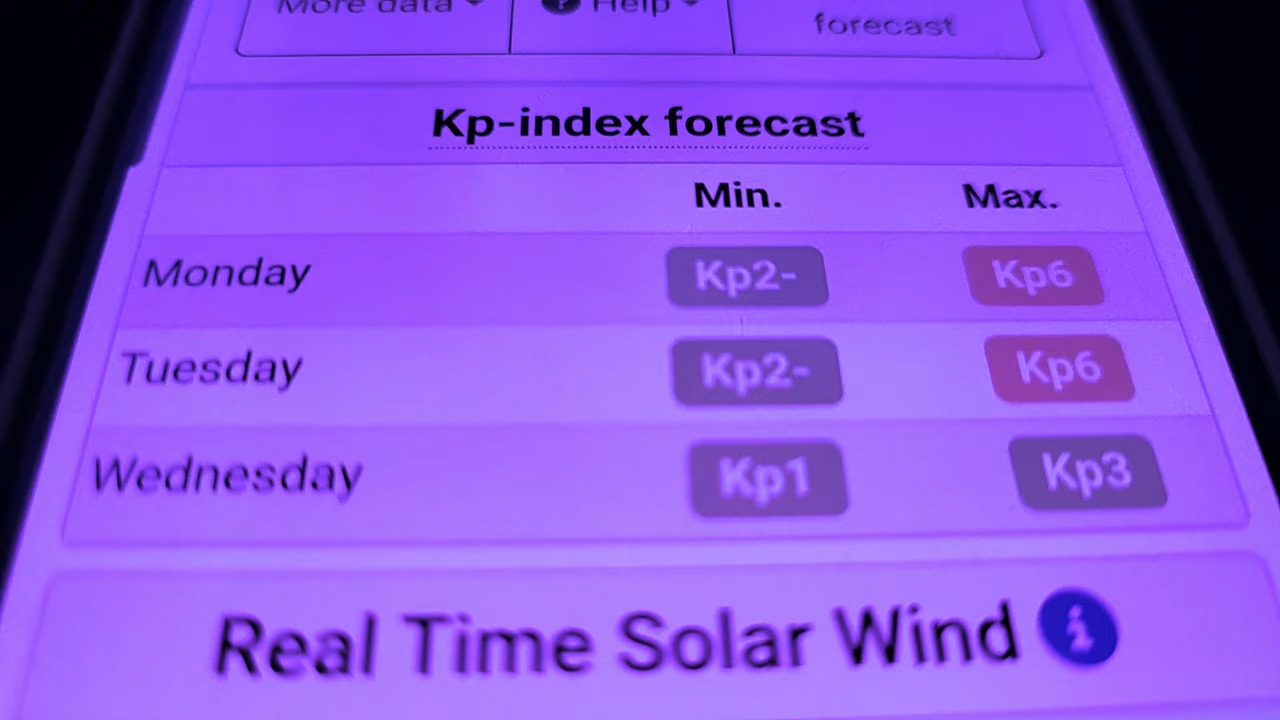 More data
? Help
forecast
Kp-index forecast
Min. Max.
Monday Kp2- Kp6
Tuesday Kp2- Kp6
Wednesday Kp1 Kp3
Real Time Solar Wind i